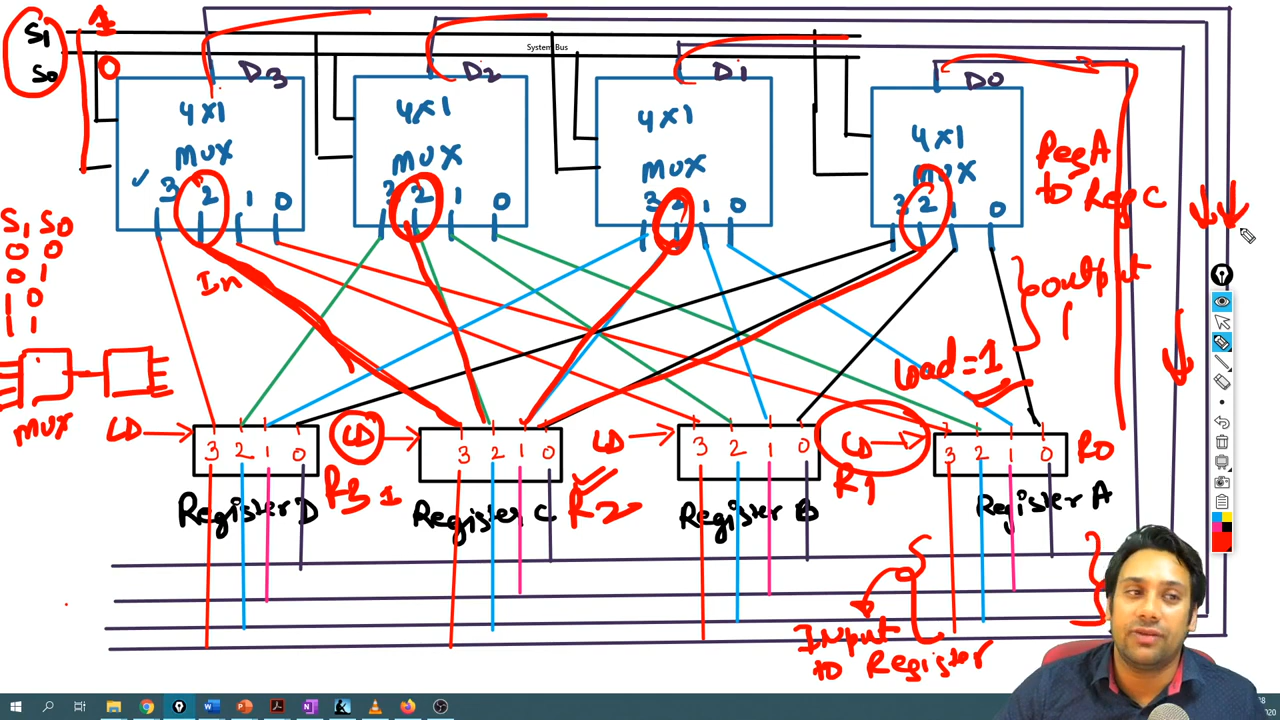 S1 1
System Bus
S0 0
D3 D2 D1 D0
4X1 4X1 4X1 4X1
MUX MUX MUX MUX
3 2 1 0 3 2 1 0 3 2 1 0 3 2 1 0
Reg A
to Reg C
S1 S0
0 0
0 1
1 0
1 1
In
output
Load=1
MUX
LD LD LD LD
3 2 1 0 3 2 1 0 3 2 1 0 3 2 1 0
R3 1 R2 R1 R0
Register D Register C Register B Register A
Input
to Register